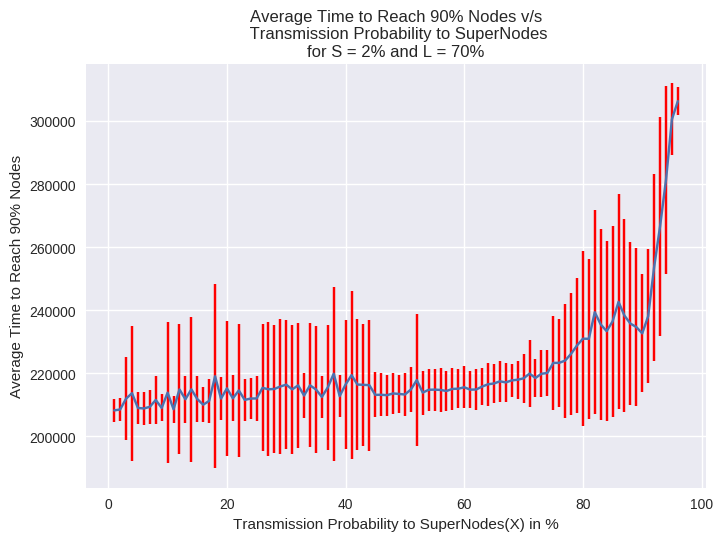 Average Time to Reach 90% Nodes v/s
Transmission Probability to SuperNodes
for S = 2% and L = 70%
Average Time to Reach 90% Nodes
300000
280000
260000
240000
220000
200000
0 20 40 60 80 100
Transmission Probability to SuperNodes(X) in %